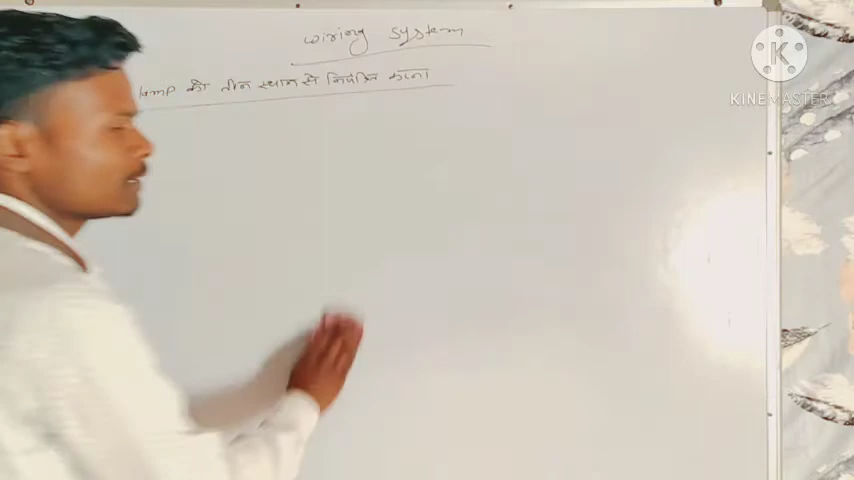 wiring system
lamp को तीन स्थान से नियंत्रित करना
K
KINEMASTER